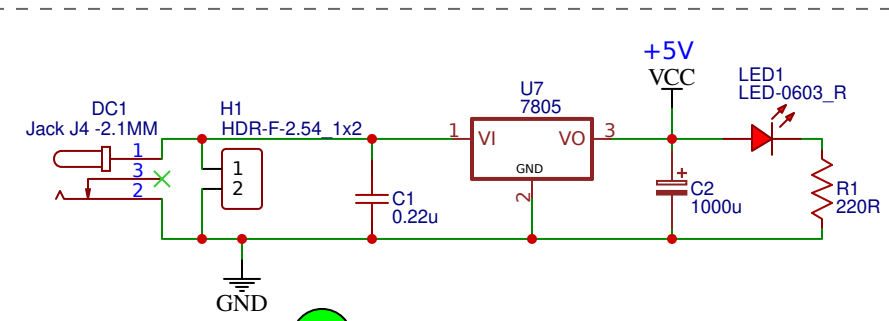 +5V
VCC
LED1
LED-0603_R
U7
7805
DC1
Jack J4 -2.1MM
H1
HDR-F-2.54_1x2
1
3
2
1
2
1
VI
VO
3
GND
2
C1
0.22u
C2
1000u
R1
220R
GND